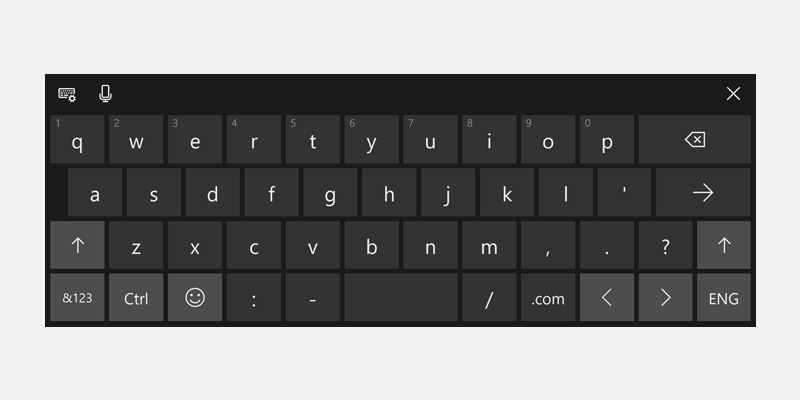 1 2 3 4 5 6 7 8 9 0
q w e r t y u i o p
a s d f g h j k l '
z x c v b n m , . ?
&123 Ctrl : - / .com ENG